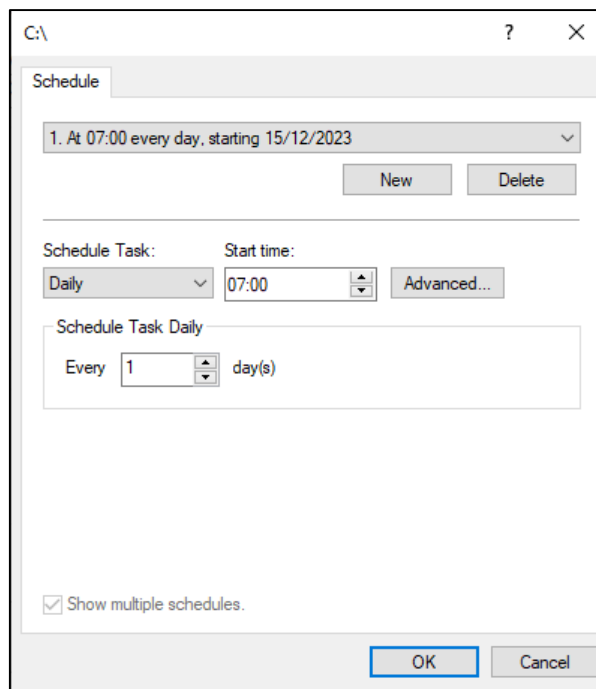 C:\
?
Schedule
1. At 07:00 every day, starting 15/12/2023
New Delete
Schedule Task: Start time:
Daily 07:00 Advanced...
Schedule Task Daily
Every 1 day(s)
Show multiple schedules.
OK Cancel